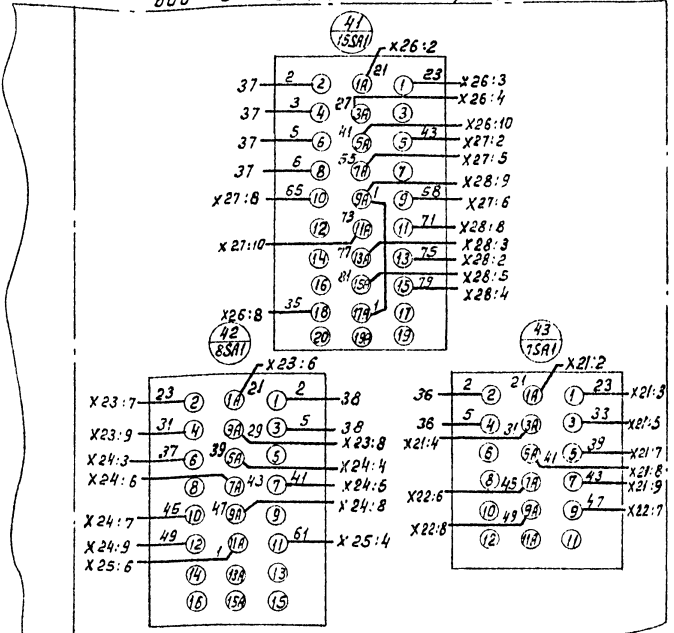 41
15SA1
X26:2
37 2 2 1A 21 1 23 X26:3
X26:4
37 3 4 27 3A 3
X26:10
37 5 6 41 5A 5 43 X27:2
37 6 8 55 7A 7 X27:5
X28:9
X27:8 65 10 9A 1 9 58 X27:6
12 73 11A 11 71 X28:8
X27:10
X28:3
14 77 13A 13 75 X28:2
X28:5
16 81 15A 15 79 X28:4
X26:8 35 18 17A 1 17
20 19A 19
42
8SA1
X23:6
X23:7 23 2 1A 21 1 2 38
X23:9 31 4 3A 29 3 5 38
X23:8
X24:3 37 6 39 5A 5
X24:4
X24:6 8 7A 43 7 41 X24:5
X24:7 45 10 47 9A 9 X24:8
X24:9 49 12 11A 11 61 X25:4
X25:6 1
14 13A 13
16 15A 15
43
7SA1
X21:2
36 2 2 21 1A 1 23 X21:3
36 5 4 31 3A 3 33 X21:5
X21:4
6 5A 41 5 39 X21:7
X21:8
8 45 7A 7 43 X21:9
X22:6
10 49 9A 9 47 X22:7
X22:8
12 11A 11